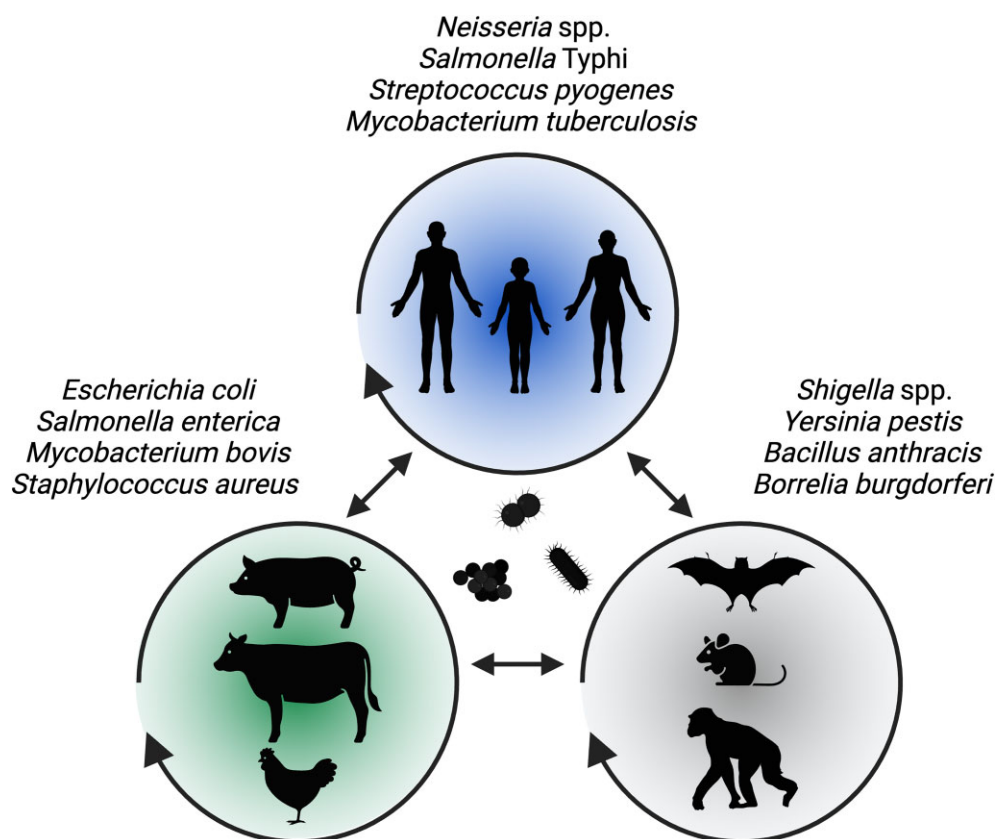 Neisseria spp.
Salmonella Typhi
Streptococcus pyogenes
Mycobacterium tuberculosis
Escherichia coli
Salmonella enterica
Mycobacterium bovis
Staphylococcus aureus
Shigella spp.
Yersinia pestis
Bacillus anthracis
Borrelia burgdorferi